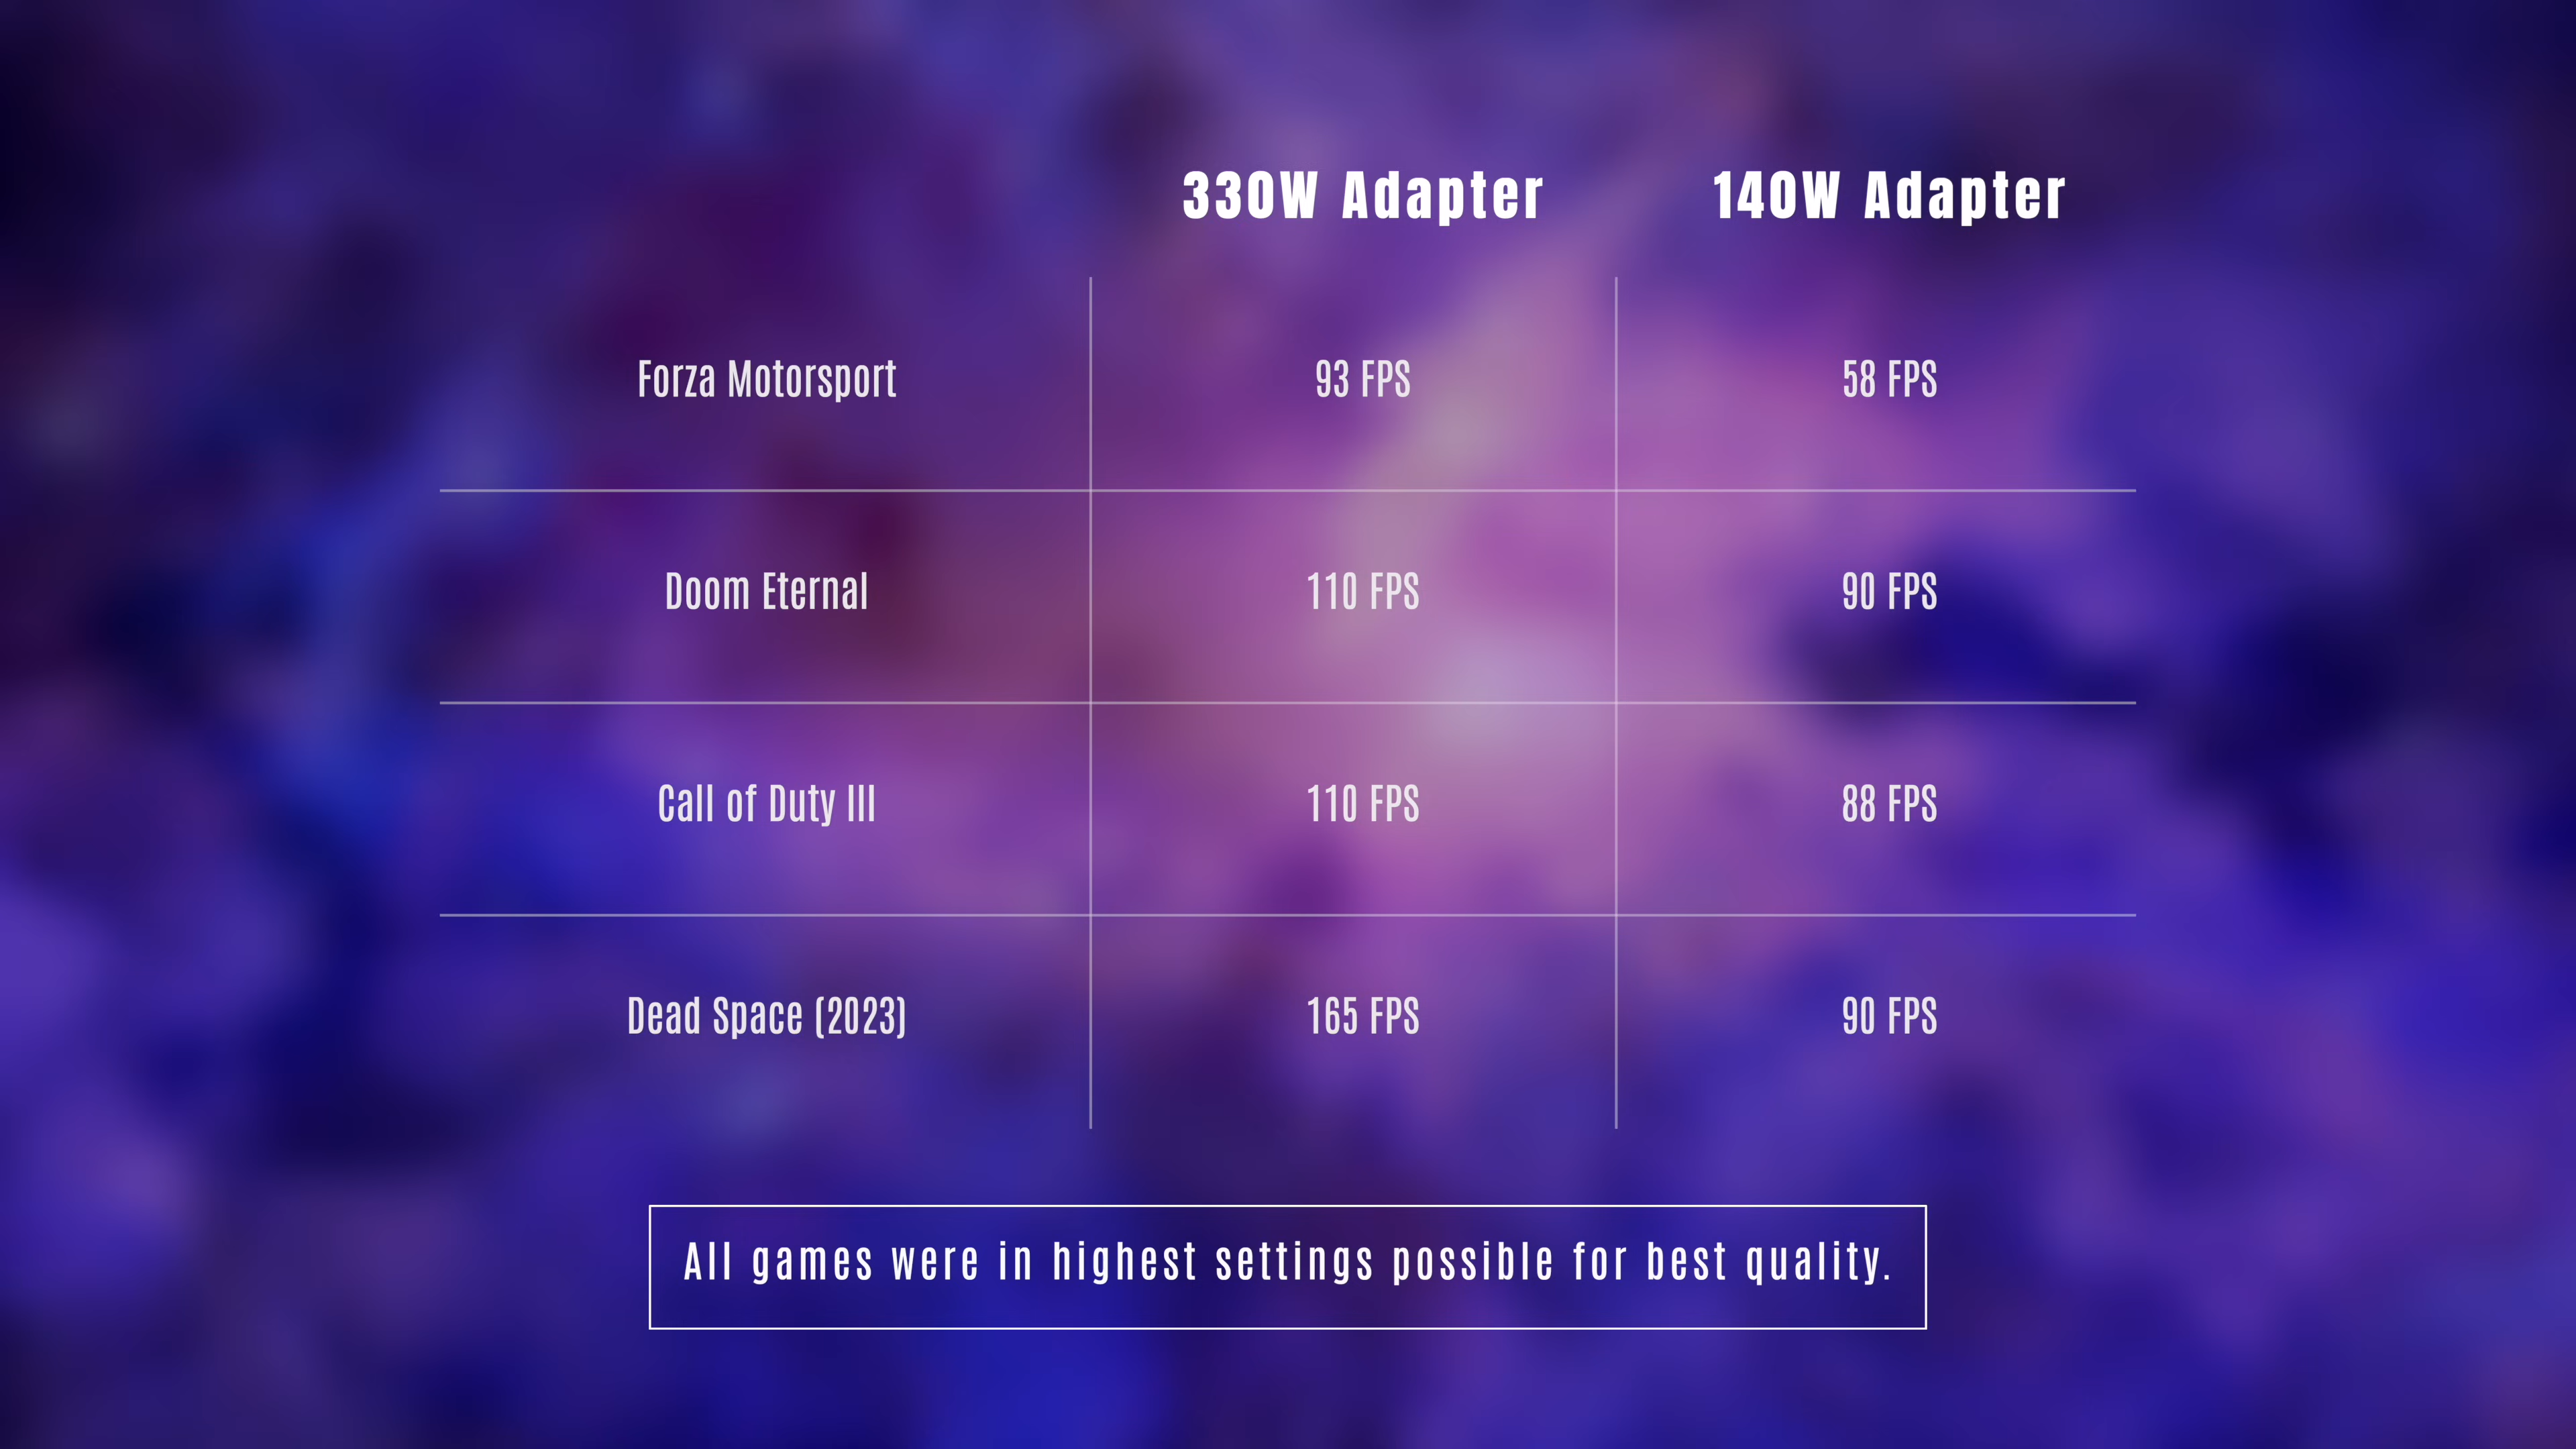 330W Adapter 140W Adapter
Forza Motorsport 93 FPS 58 FPS
Doom Eternal 110 FPS 90 FPS
Call of Duty III 110 FPS 88 FPS
Dead Space (2023) 165 FPS 90 FPS
All games were in highest settings possible for best quality.